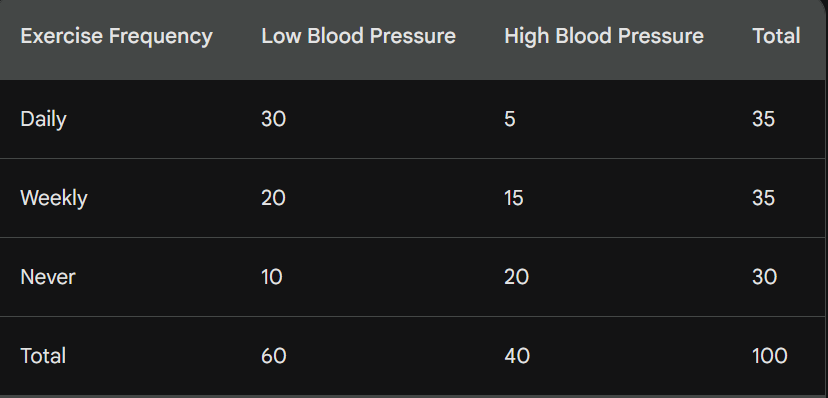 Exercise Frequency Low Blood Pressure High Blood Pressure Total
Daily 30 5 35
Weekly 20 15 35
Never 10 20 30
Total 60 40 100